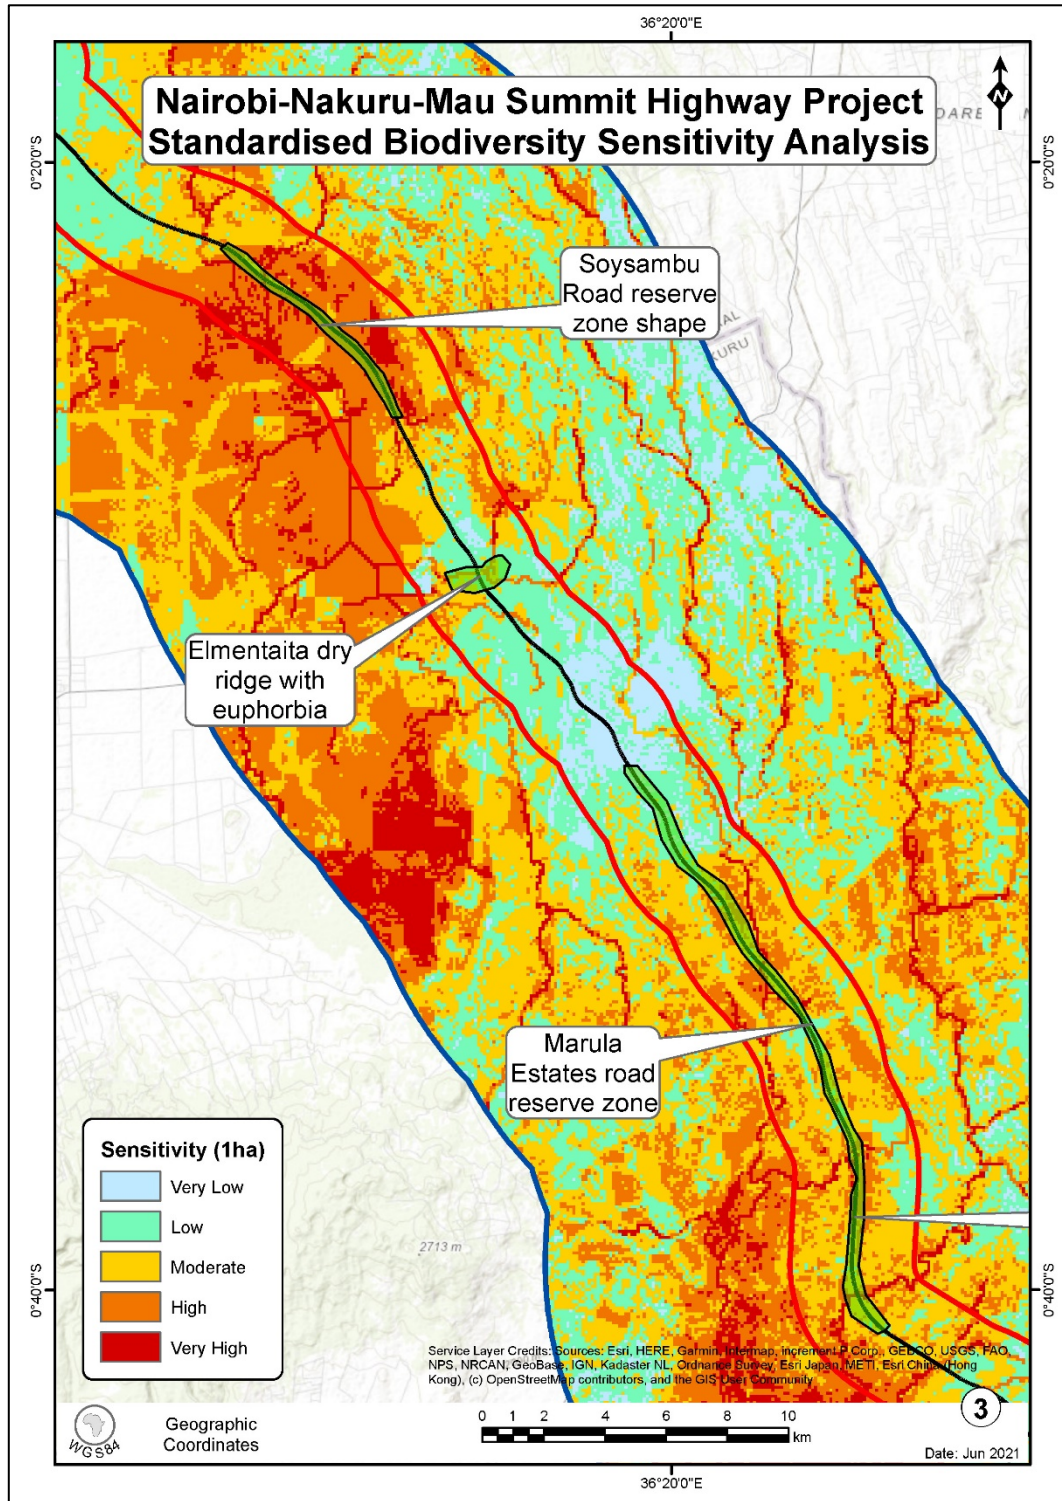 36°20'0"E
Nairobi-Nakuru-Mau Summit Highway Project
Standardised Biodiversity Sensitivity Analysis
N
DARE
0°20'0"S
0°20'0"S
Soysambu
Road reserve
zone shape
KURU
Elmentaita dry
ridge with
euphorbia
Marula
Estates road
reserve zone
Sensitivity (1ha)
Very Low
Low
Moderate
High
Very High
2713 m
0°40'0"S
0°40'0"S
Service Layer Credits: Sources: Esri, HERE, Garmin, Intermap, increment P Corp., GEBCO, USGS, FAO,
NPS, NRCAN, GeoBase, IGN, Kadaster NL, Ordnance Survey, Esri Japan, METI, Esri China (Hong
Kong), (c) OpenStreetMap contributors, and the GIS User Community
3
WGS84
Geographic
Coordinates
0 1 2 4 6 8 10
km
Date: Jun 2021
36°20'0"E